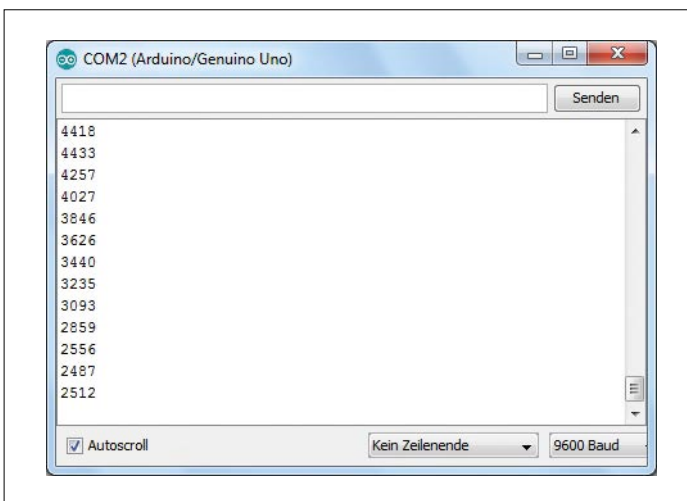 COM2 (Arduino/Genuino Uno)
Senden
4418
4433
4257
4027
3846
3626
3440
3235
3093
2859
2556
2487
2512
Autoscroll
Kein Zeilenende
9600 Baud